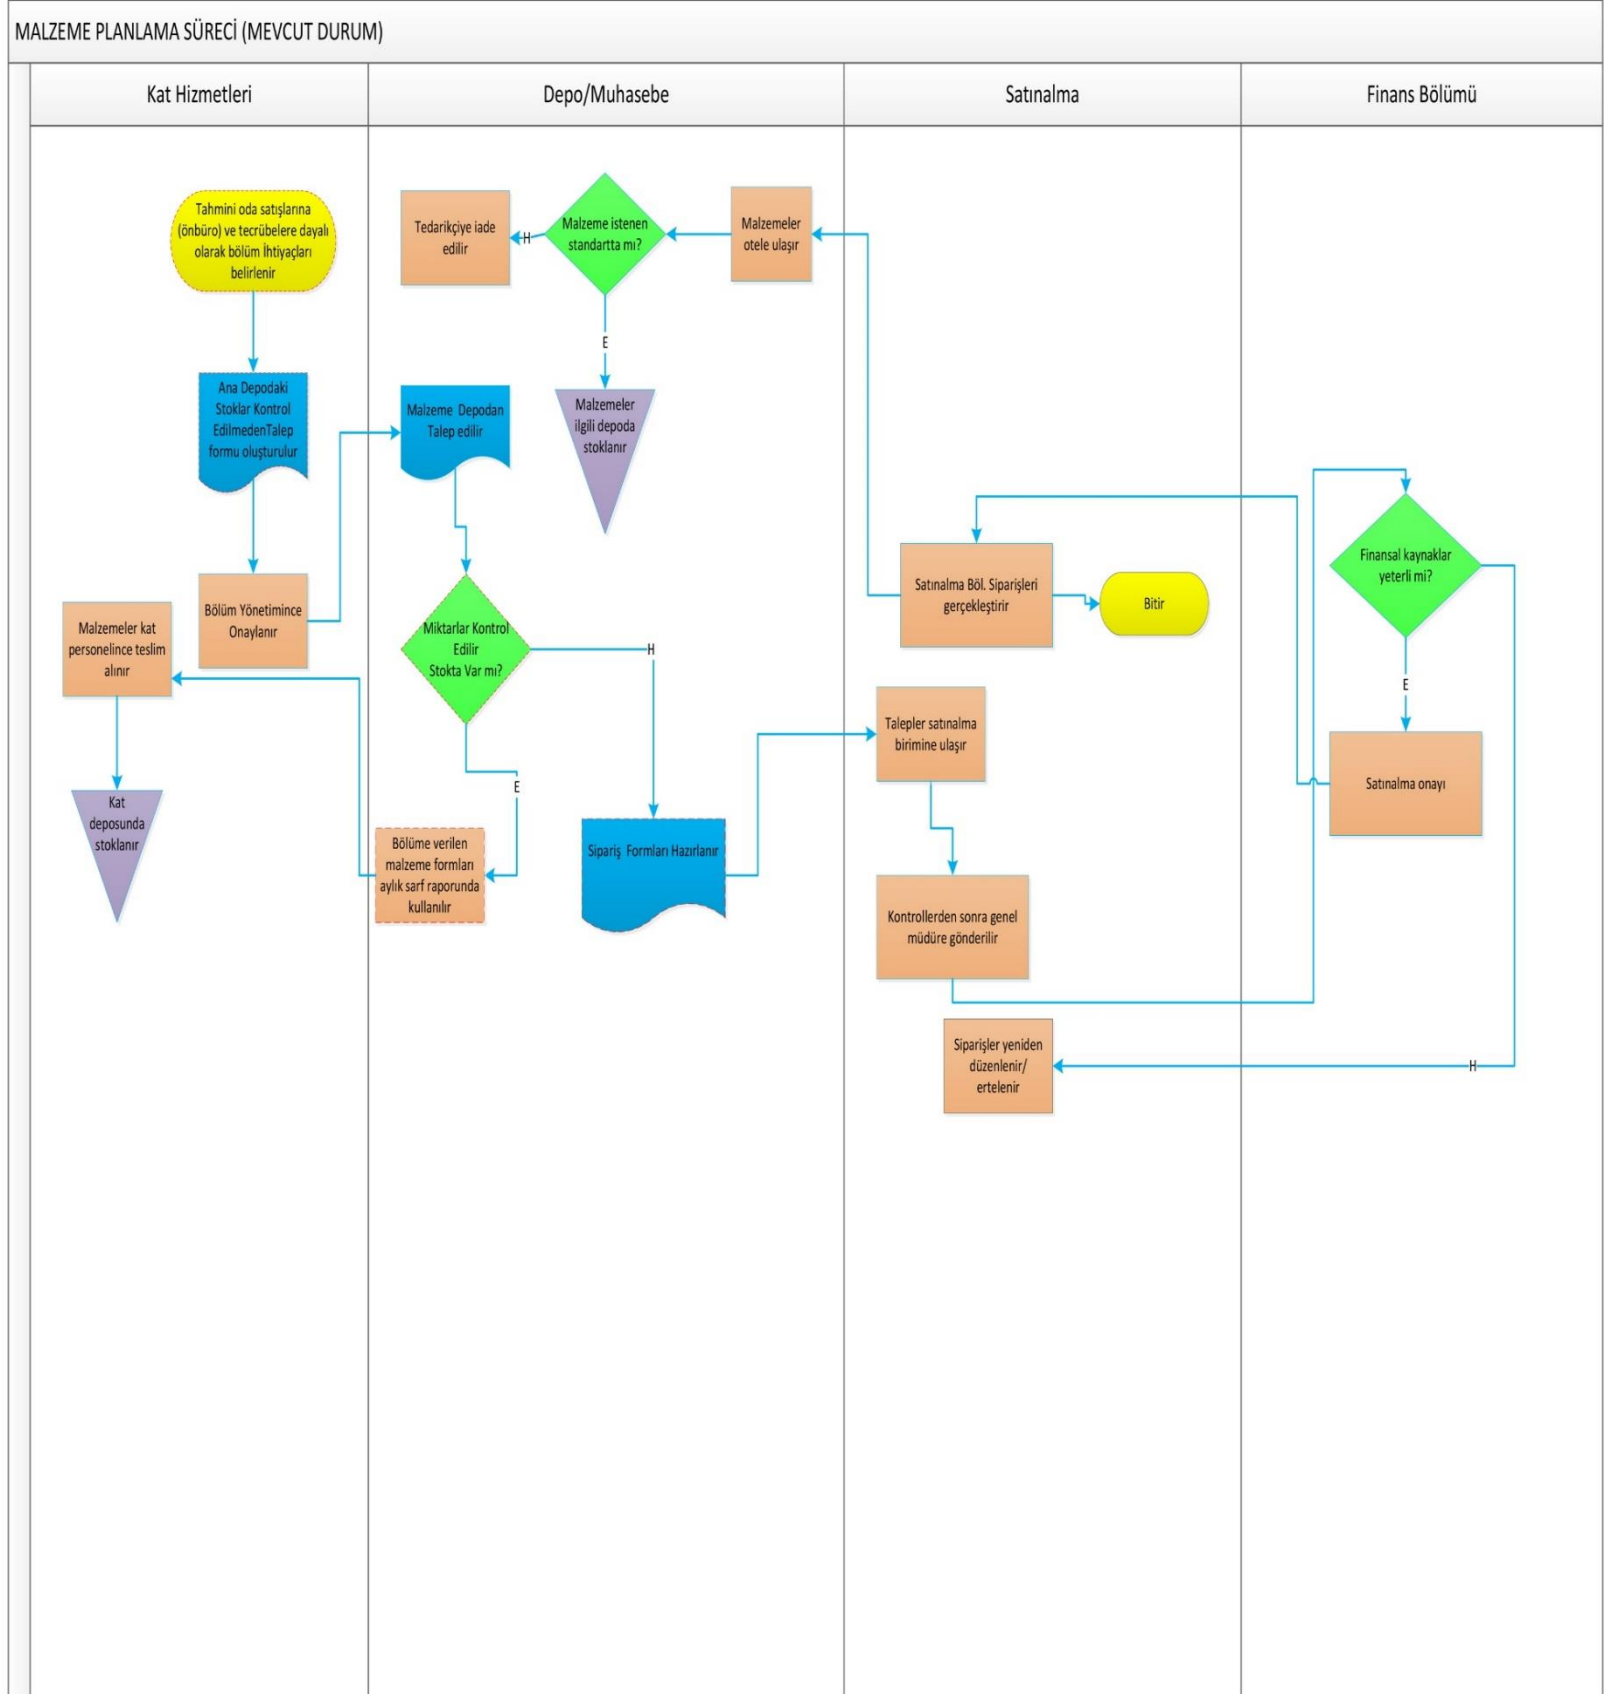 MALZEME PLANLAMA SÜRECİ (MEVCUT DURUM)
Kat Hizmetleri
Depo/Muhasebe
Satınalma
Finans Bölümü
Tahmini oda satışlarına
(önbüro) ve tecrübelere dayalı
olarak bölüm İhtiyaçları
belirlenir
Ana Depodaki
Stoklar Kontrol
EdilmedenTalep
formu oluşturulur
Bölüm Yönetimince
Onaylanır
Malzemeler kat
personelince teslim
alınır
Kat
deposunda
stoklanır
Tedarikçiye iade
edilir
H
Malzeme istenen
standartta mı?
Malzemeler
otele ulaşır
E
Malzemeler
ilgili depoda
stoklanır
Malzeme Depodan
Talep edilir
Miktarlar Kontrol
Edilir
Stokta Var mı?
H
E
Bölüme verilen
malzeme formları
aylık sarf raporunda
kullanılır
Sipariş Formları Hazırlanır
Satınalma Böl. Siparişleri
gerçekleştirir
Bitir
Talepler satınalma
birimine ulaşır
Kontrollerden sonra genel
müdüre gönderilir
Siparişler yeniden
düzenlenir/
ertelenir
Finansal kaynaklar
yeterli mi?
E
Satınalma onayı
H